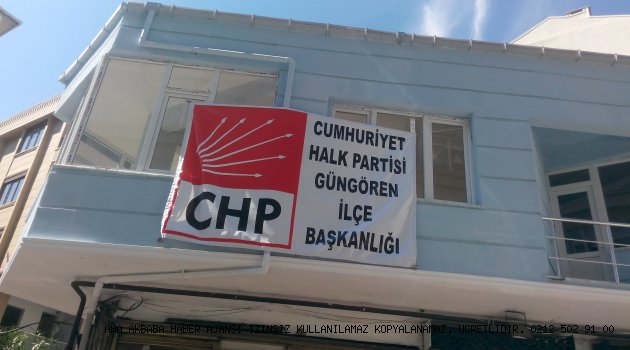 CHP
CUMHURİYET
HALK PARTİSİ
GÜNGÖREN
İLÇE
BAŞKANLIĞI
AHA AKBABA HABER AJANSI İZİNSİZ KULLANILAMAZ KOPYALANAMAZ. ÜCRETLİDİR. 0212 502 91 00